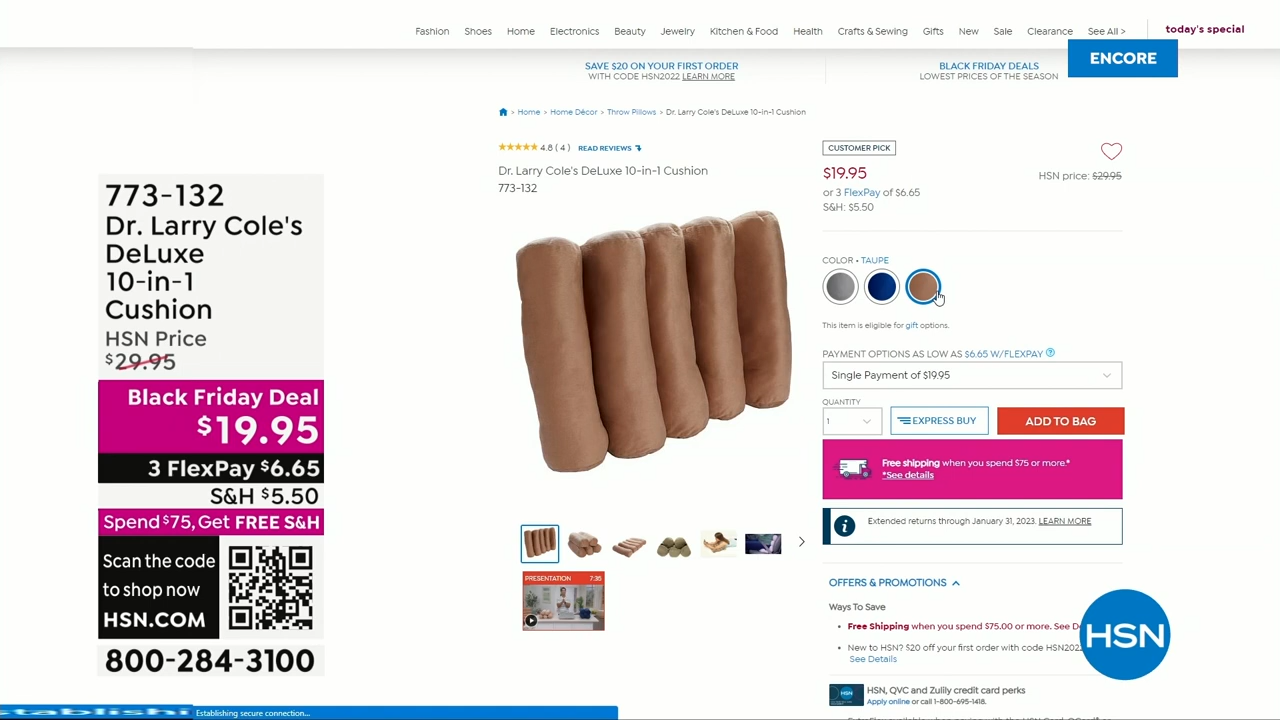 Fashion Shoes Home Electronics Beauty Jewelry Kitchen & Food Health Crafts & Sewing Gifts New Sale Clearance See All > today's special
ENCORE
SAVE $20 ON YOUR FIRST ORDER
WITH CODE HSN2022 LEARN MORE
BLACK FRIDAY DEALS
LOWEST PRICES OF THE SEASON
> Home > Home Décor > Throw Pillows > Dr. Larry Cole's DeLuxe 10-in-1 Cushion
4.8 ( 4 ) READ REVIEWS
Dr. Larry Cole's DeLuxe 10-in-1 Cushion
773-132
CUSTOMER PICK
$19.95
HSN price: $29.95
or 3 FlexPay of $6.65
S&H: $5.50
COLOR • TAUPE
This item is eligible for gift options.
PAYMENT OPTIONS AS LOW AS $6.65 W/FLEXPAY ?
Single Payment of $19.95
QUANTITY
1
EXPRESS BUY
ADD TO BAG
Free shipping when you spend $75 or more.*
*See details
i
Extended returns through January 31, 2023. LEARN MORE
OFFERS & PROMOTIONS
Ways To Save
• Free Shipping when you spend $75.00 or more. See D
• New to HSN? $20 off your first order with code HSN202
See Details
HSN
HSN, QVC and Zulily credit card perks
Apply online or call 1-800-695-1418.
PRESENTATION 7:36
773-132
Dr. Larry Cole's
DeLuxe
10-in-1
Cushion
HSN Price
$29.95
Black Friday Deal
$19.95
3 FlexPay $6.65
S&H $5.50
Spend $75, Get FREE S&H
Scan the code
to shop now
HSN.COM
800-284-3100
HSN
Establishing secure connection...